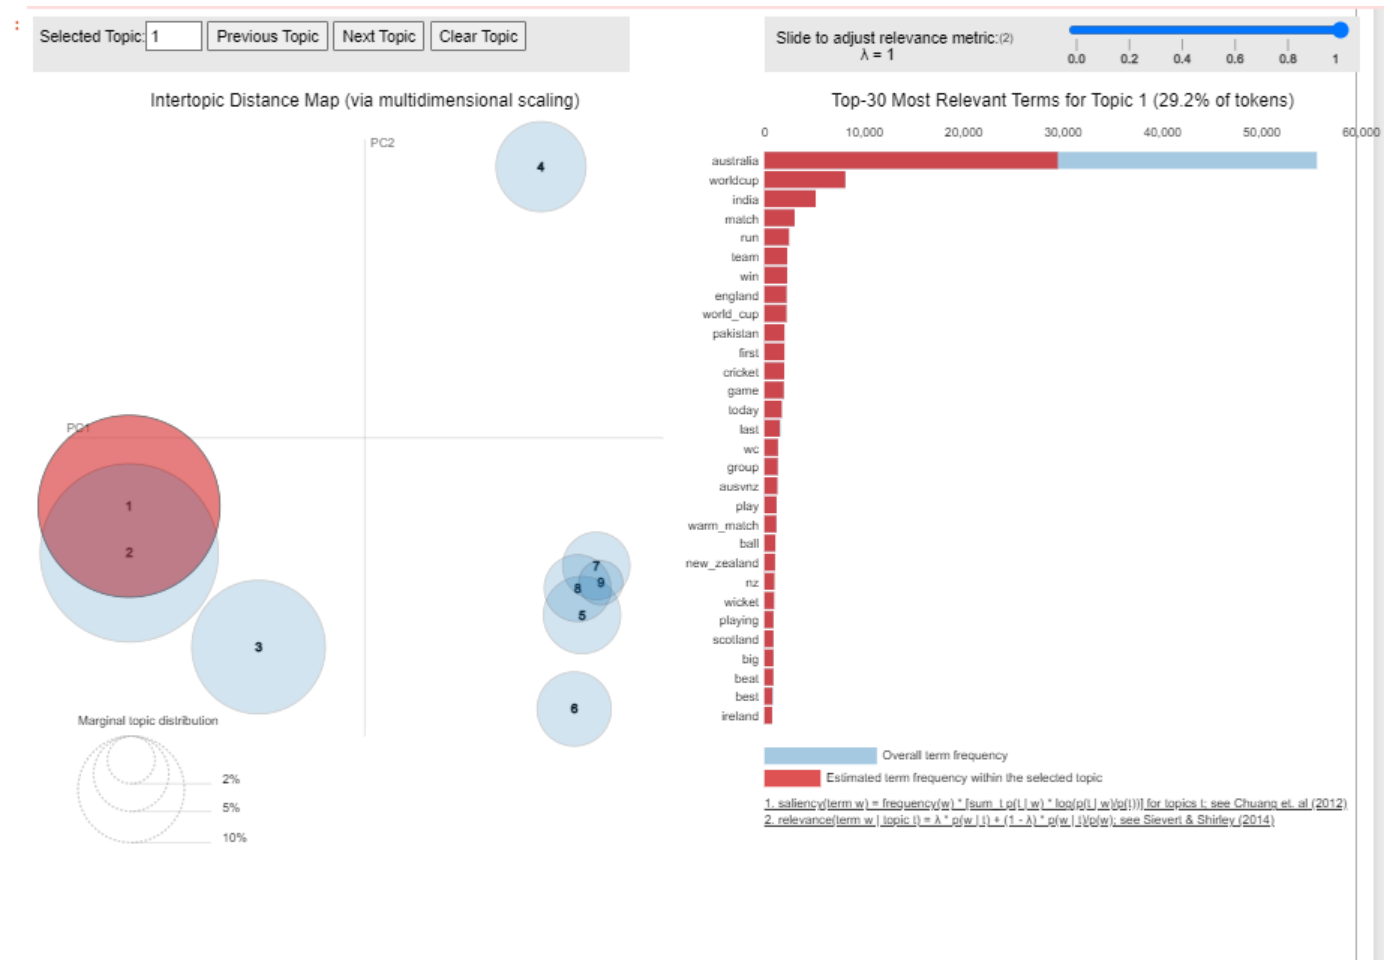 Selected Topic: 1 Previous Topic Next Topic Clear Topic
Slide to adjust relevance metric:(2)
λ = 1
0.0 0.2 0.4 0.6 0.8 1
Intertopic Distance Map (via multidimensional scaling)
PC2
PC1
4
1
2
3
7
9
8
5
6
Marginal topic distribution
2%
5%
10%
Top-30 Most Relevant Terms for Topic 1 (29.2% of tokens)
0 10,000 20,000 30,000 40,000 50,000 60,000
australia
worldcup
india
match
run
team
win
england
world_cup
pakistan
first
cricket
game
today
last
wc
group
ausvnz
play
warm_match
ball
new_zealand
nz
wicket
playing
scotland
big
beat
best
ireland
Overall term frequency
Estimated term frequency within the selected topic
1. saliency(term w) = frequency(w) * [sum_t p(t | w) * log(p(t | w)/p(t))] for topics t; see Chuang et. al (2012)
2. relevance(term w | topic t) = λ * p(w | t) + (1 - λ) * p(w | t)/p(w); see Sievert & Shirley (2014)